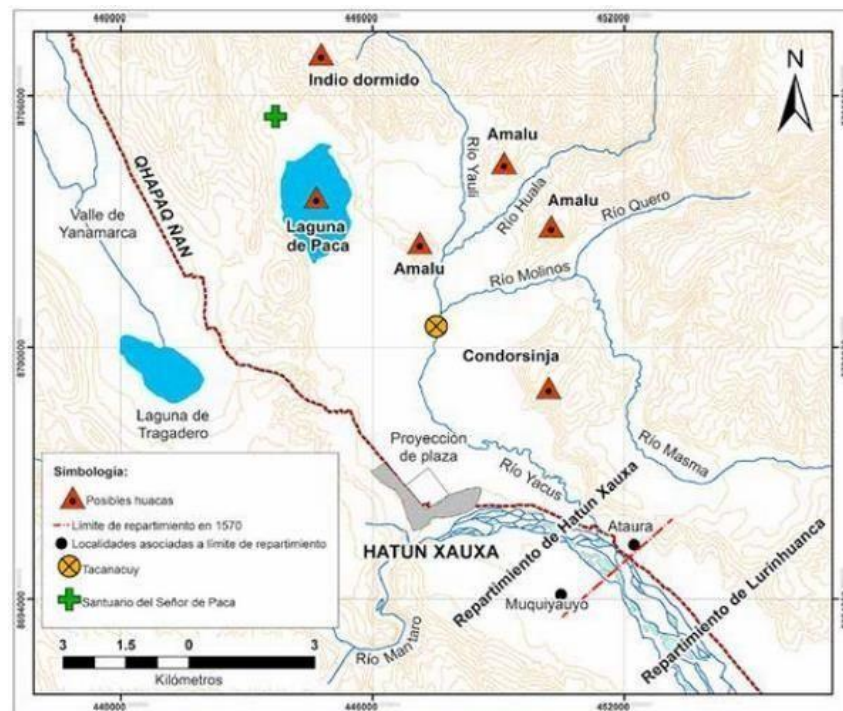 440000
446000
452000
N
Indio dormido
8706000
QHAPAQ ÑAN
Río Yauli
Amalu
Río Huala
Amalu
Río Quero
Valle de
Yanamarca
Laguna
de Paca
Amalu
Río Molinos
8700000
Condorsinja
Laguna de
Tragadero
Proyección
de plaza
Río Masma
Río Yacus
Simbología:
Posibles huacas
Límite de repartimiento en 1570
Localidades asociadas a límite de repartimiento
Tacanacuy
Santuario del Señor de Paca
3 1.5 0 3
Kilómetros
HATUN XAUXA
Repartimiento de Hatun Xauxa
Ataura
Muquiyauyo
Repartimiento de Lurinhuanca
Río Mantaro
8694000
440000
446000
452000